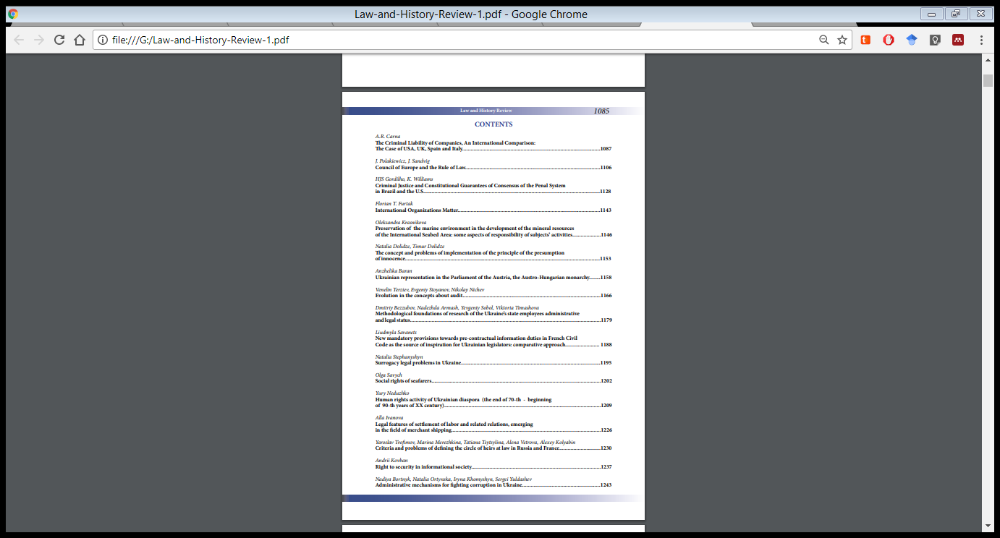 Law-and-History-Review-1.pdf - Google Chrome
file:///G:/Law-and-History-Review-1.pdf
Law and History Review 1085
CONTENTS
A.R. Carna
The Criminal Liability of Companies, An International Comparison:
The Case of USA, UK, Spain and Italy....1087
J. Polakiewicz, J. Sandvig
Council of Europe and the Rule of Law....1106
HJS Gordilho, K. Williams
Criminal Justice and Constitutional Guarantees of Consensus of the Penal System
in Brazil and the U.S....1128
Florian T. Furtak
International Organizations Matter....1143
Oleksandra Krasnikova
Preservation of the marine environment in the development of the mineral resources
of the International Seabed Area: some aspects of responsibility of subjects' activities....1146
Natalia Dolidze, Timur Dolidze
The concept and problems of implementation of the principle of the presumption
of innocence....1153
Anzhelika Baran
Ukrainian representation in the Parliament of the Austria, the Austro-Hungarian monarchy....1158
Venelin Terziev, Evgeniy Stoyanov, Nikolay Nichev
Evolution in the concepts about audit....1166
Dmitriy Bezzubov, Nadezhda Armash, Yevgeniy Sobol, Viktoria Timashova
Methodological foundations of research of the Ukraine's state employees administrative
and legal status....1179
Liudmyla Savanets
New mandatory provisions towards pre-contractual information duties in French Civil
Code as the source of inspiration for Ukrainian legislators: comparative approach.... 1188
Natalia Stephanyshyn
Surrogacy legal problems in Ukraine....1195
Olga Savych
Social rights of seafarers....1202
Yury Neduzhko
Human rights activity of Ukrainian diaspora (the end of 70-th - beginning
of 90-th years of XX century)....1209
Alla Ivanova
Legal features of settlement of labor and related relations, emerging
in the field of merchant shipping....1226
Yaroslav Trofimov, Marina Merezhkina, Tatiana Tsytsylina, Alena Vetrova, Alexey Kolyabin
Criteria and problems of defining the circle of heirs at law in Russia and France....1230
Andrii Kovban
Right to security in informational society....1237
Nadiya Bortnyk, Natalia Ortynska, Iryna Khomyshyn, Sergei Yuldashev
Administrative mechanisms for fighting corruption in Ukraine....1243